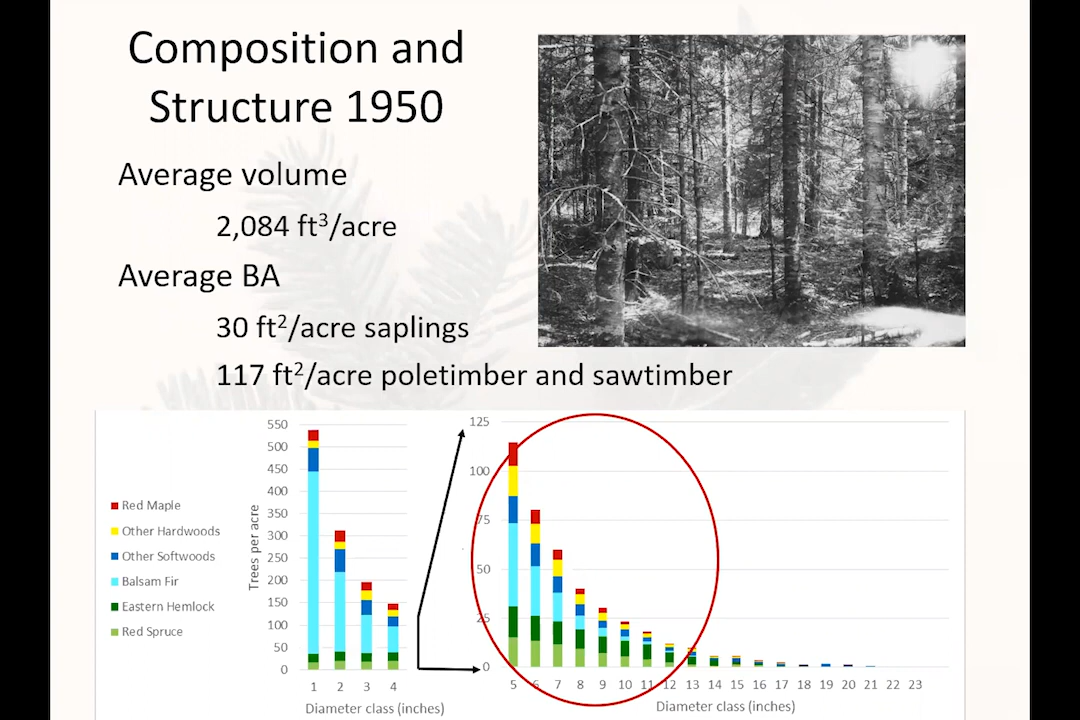 Composition and
Structure 1950
Average volume
2,084 ft³/acre
Average BA
30 ft²/acre saplings
117 ft²/acre poletimber and sawtimber
Red Maple
Other Hardwoods
Other Softwoods
Balsam Fir
Eastern Hemlock
Red Spruce
Trees per acre
550
500
450
400
350
300
250
200
150
100
50
0
1 2 3 4
Diameter class (inches)
125
100
75
50
25
0
5 6 7 8 9 10 11 12 13 14 15 16 17 18 19 20 21 22 23
Diameter class (inches)